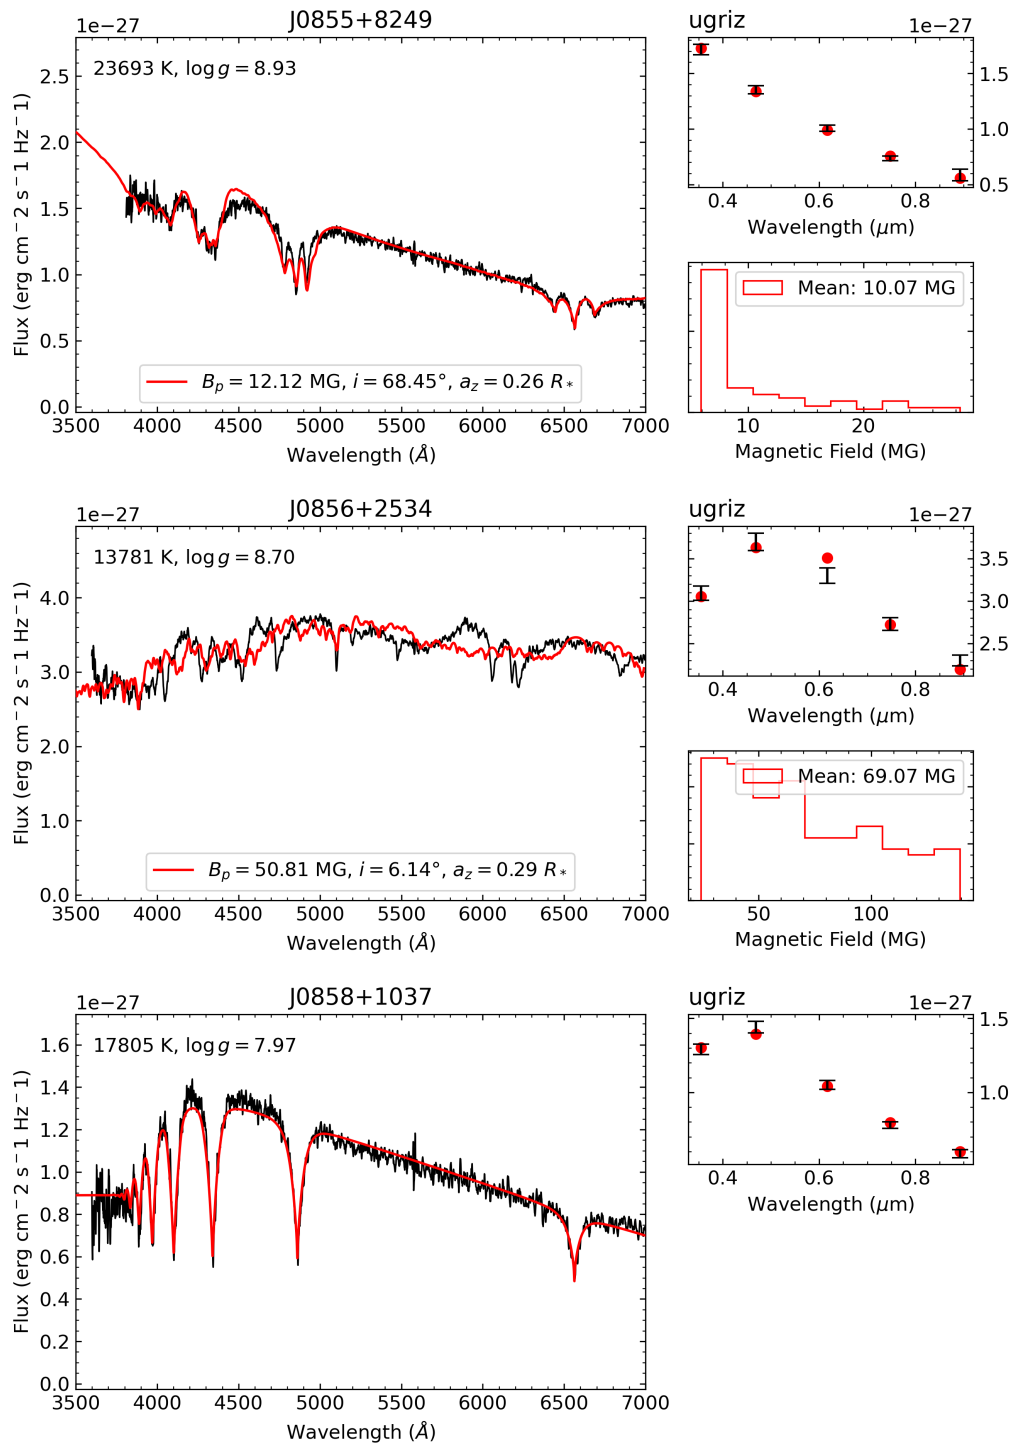 J0855+8249
1e−27
23693 K, log g = 8.93
2.5
2.0
1.5
1.0
0.5
0.0
Flux (erg cm−2 s−1 Hz−1)
B_p = 12.12 MG, i = 68.45°, a_z = 0.26 R_*
3500 4000 4500 5000 5500 6000 6500 7000
Wavelength (Å)
ugriz
1e−27
1.5
1.0
0.5
0.4 0.6 0.8
Wavelength (μm)
Mean: 10.07 MG
10 20
Magnetic Field (MG)
J0856+2534
1e−27
13781 K, log g = 8.70
4.0
3.0
2.0
1.0
0.0
Flux (erg cm−2 s−1 Hz−1)
B_p = 50.81 MG, i = 6.14°, a_z = 0.29 R_*
3500 4000 4500 5000 5500 6000 6500 7000
Wavelength (Å)
ugriz
1e−27
3.5
3.0
2.5
0.4 0.6 0.8
Wavelength (μm)
Mean: 69.07 MG
50 100
Magnetic Field (MG)
J0858+1037
1e−27
17805 K, log g = 7.97
1.6
1.4
1.2
1.0
0.8
0.6
0.4
0.2
0.0
Flux (erg cm−2 s−1 Hz−1)
3500 4000 4500 5000 5500 6000 6500 7000
Wavelength (Å)
ugriz
1e−27
1.5
1.0
0.4 0.6 0.8
Wavelength (μm)